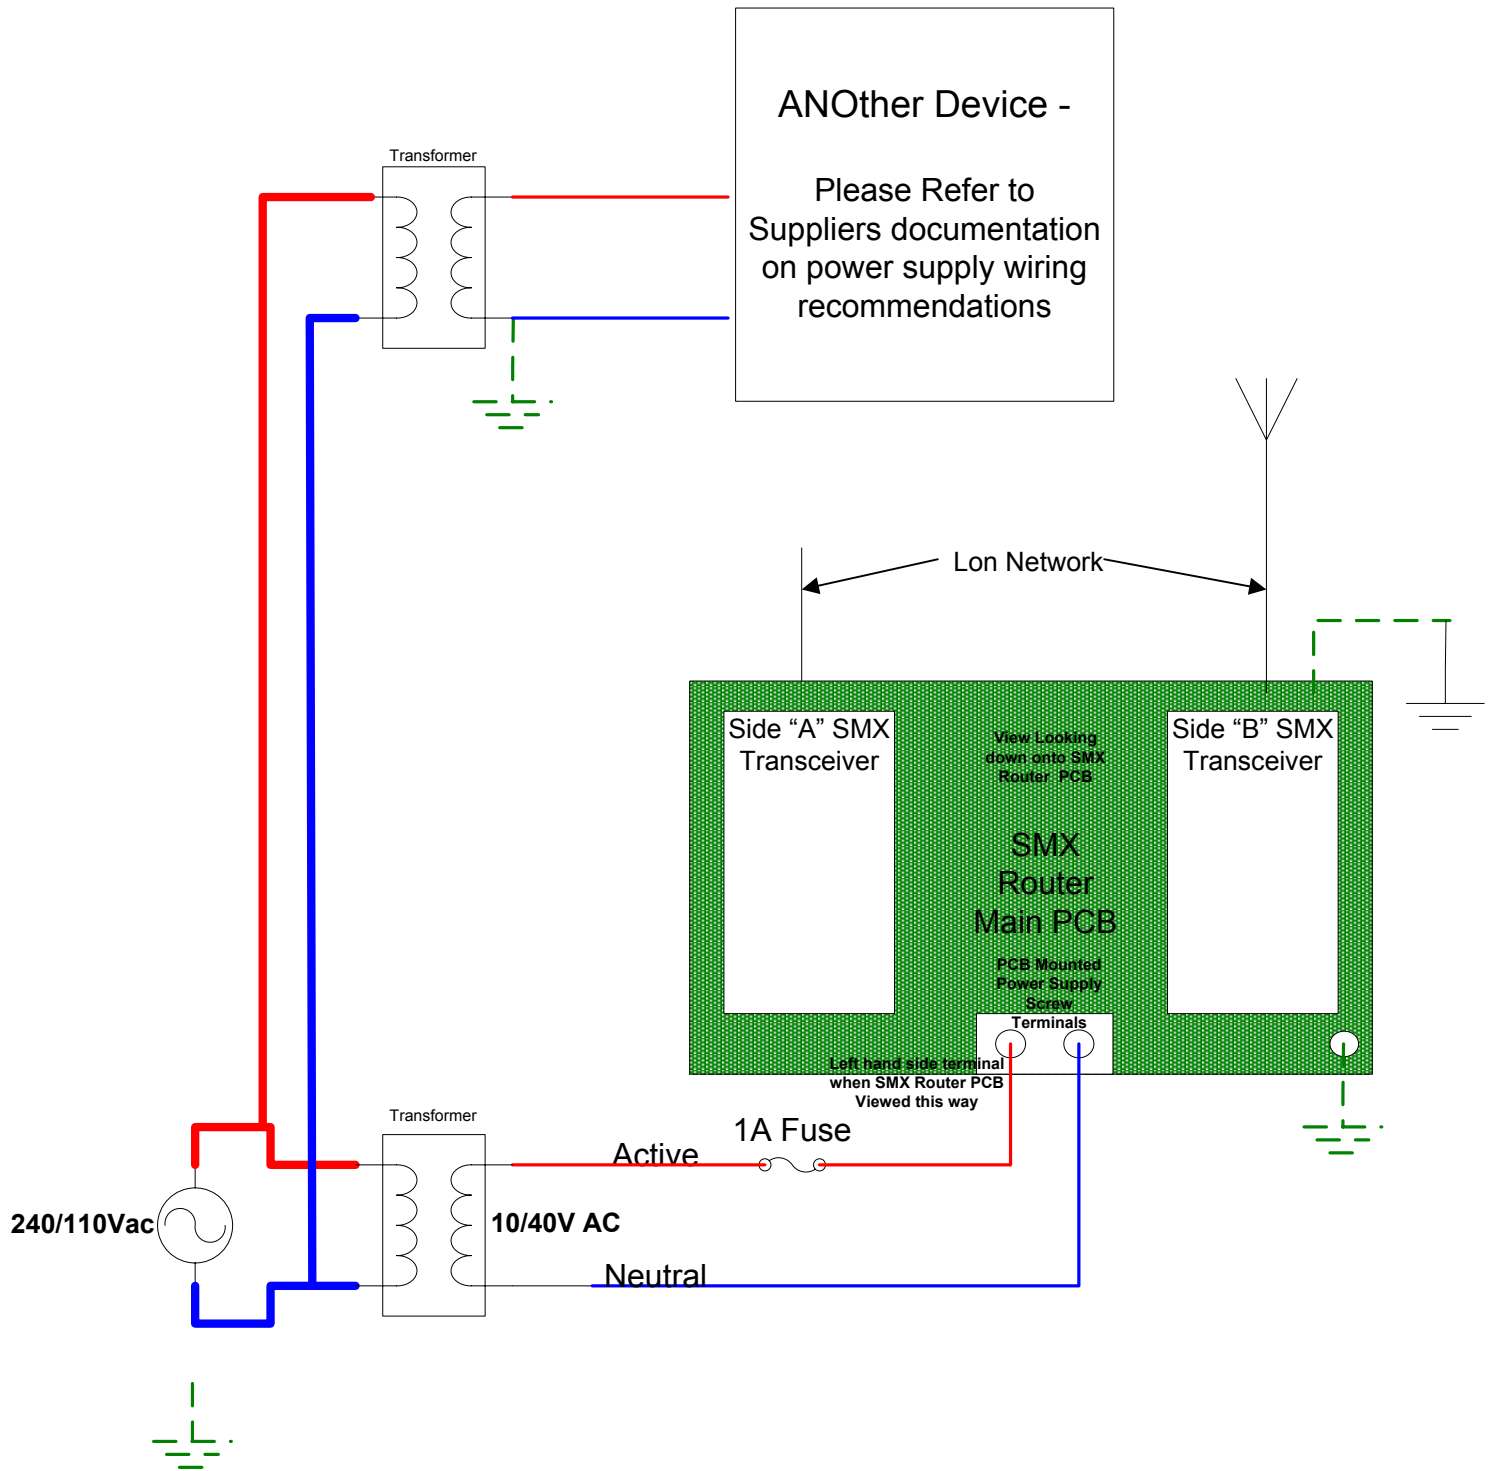 ANOther Device -
Please Refer to
Suppliers documentation
on power supply wiring
recommendations
Transformer
Lon Network
Side “A” SMX
Transceiver
View Looking
down onto SMX
Router PCB
Side “B” SMX
Transceiver
SMX
Router
Main PCB
PCB Mounted
Power Supply
Screw
Terminals
Left hand side terminal
when SMX Router PCB
Viewed this way
Transformer
1A Fuse
Active
240/110Vac
10/40V AC
Neutral